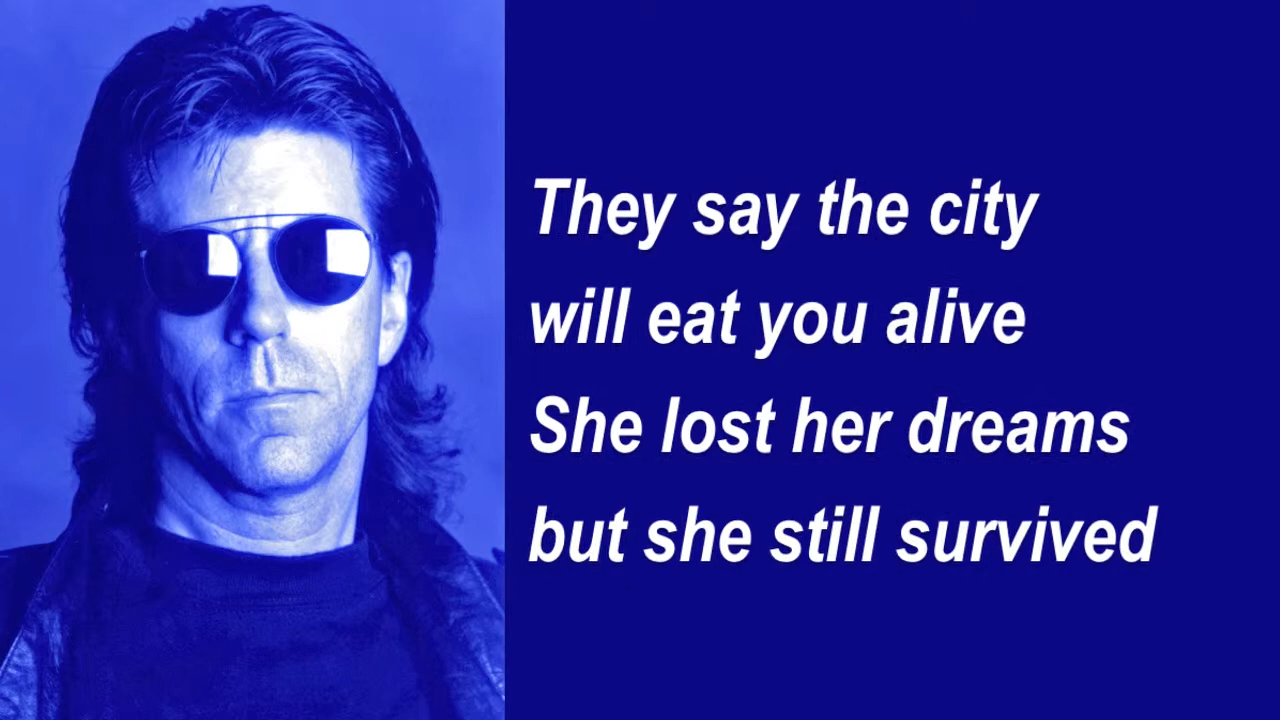 They say the city
will eat you alive
She lost her dreams
but she still survived